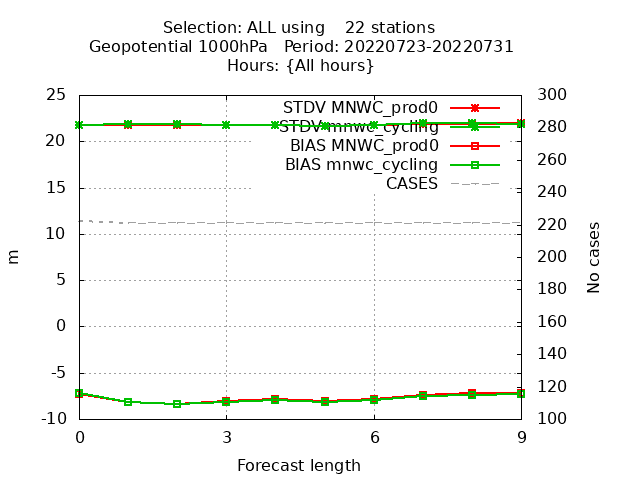 Selection: ALL using    22 stations
Geopotential 1000hPa   Period: 20220723-20220731
Hours: {All hours}
25 300
STDV MNWC_prod0
280
STDV mnwc_cycling
20
BIAS MNWC_prod0
260
BIAS mnwc_cycling
15 CASES 240
10 220
m No cases
200
5
180
0 160
140
-5
120
-10 100
0 3 6 9
Forecast length